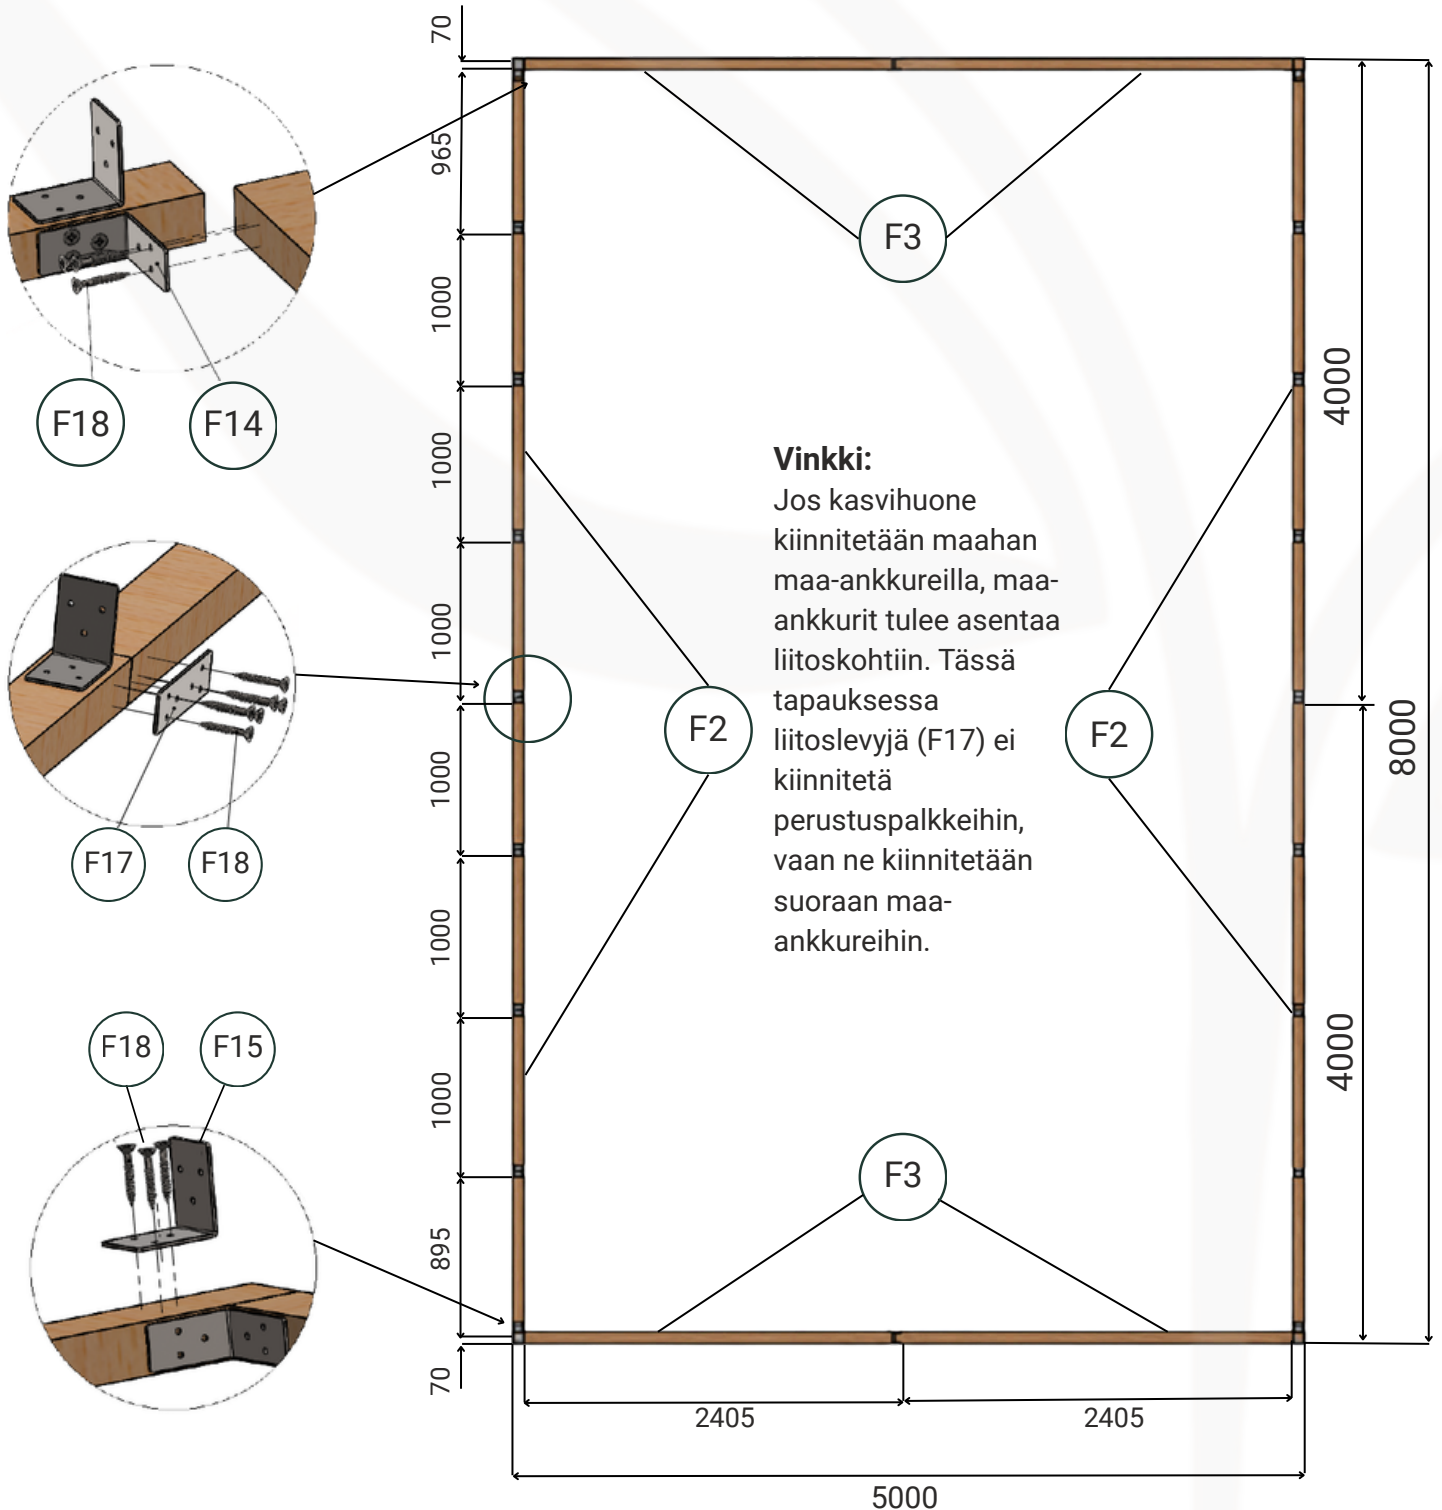 70
965
1000
1000
1000
1000
1000
1000
895
70
F3
F18
F14
4000
8000
4000
Vinkki:
Jos kasvihuone
kiinnitetään maahan
maa-ankkureilla, maa-
ankkurit tulee asentaa
liitoskohtiin. Tässä
tapauksessa
liitoslevyjä (F17) ei
kiinnitetä
perustuspalkkeihin,
vaan ne kiinnitetään
suoraan maa-
ankkureihin.
F2
F2
F17
F18
F18
F15
F3
2405
2405
5000